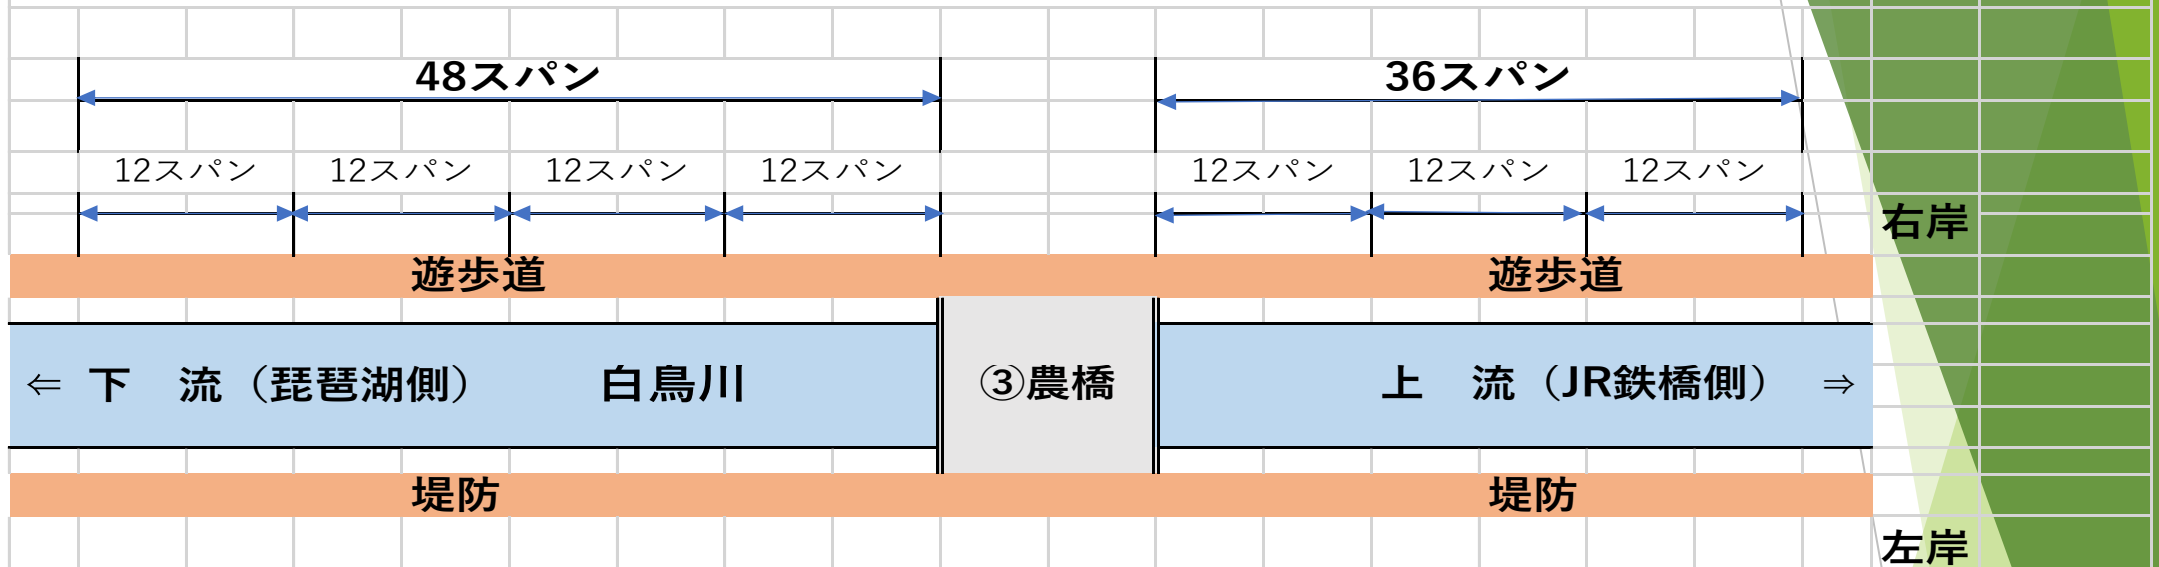 48スパン 36スパン
12スパン 12スパン 12スパン 12スパン 12スパン 12スパン 12スパン
右岸
遊歩道 遊歩道
⇐ 下　流（琵琶湖側） 白鳥川 ③農橋 上　流（JR鉄橋側） ⇒
堤防 堤防
左岸